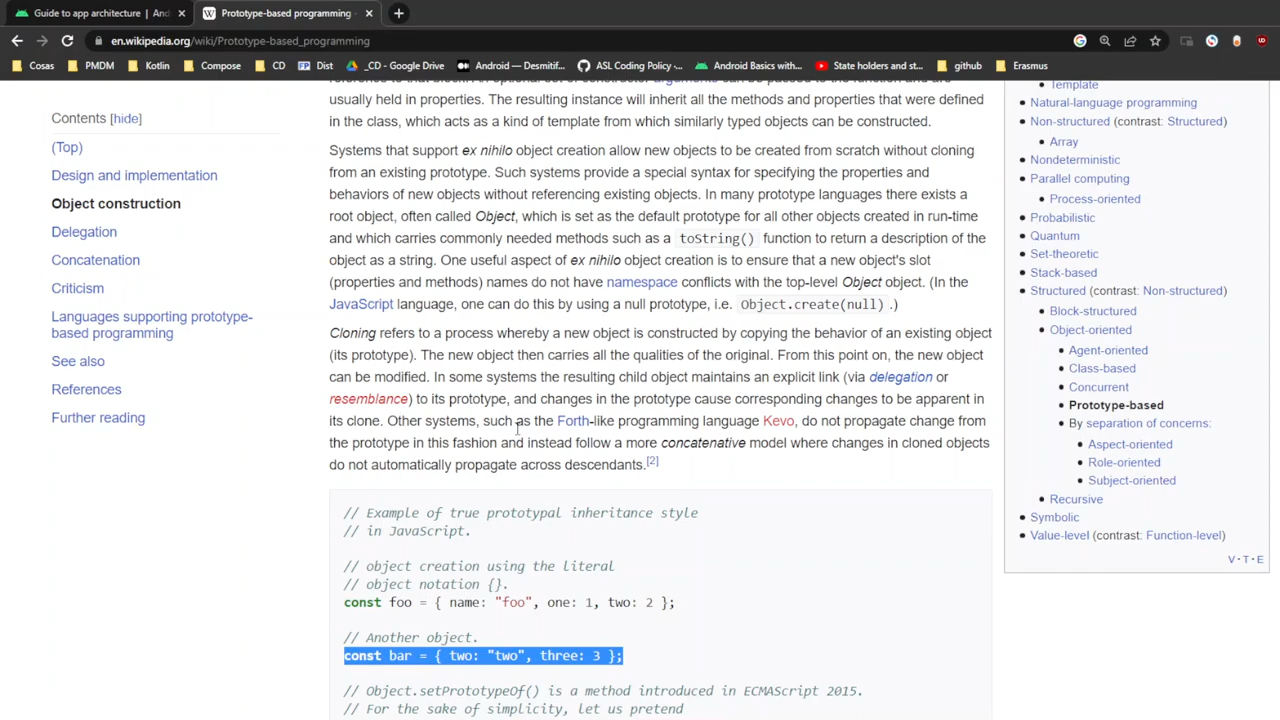 Guide to app architecture | And
Prototype-based programming -
en.wikipedia.org/wiki/Prototype-based_programming
Cosas
PMDM
Kotlin
Compose
CD
Dist
_CD - Google Drive
Android — Desmitif...
ASL Coding Policy -...
Android Basics with...
State holders and st...
github
Erasmus
Contents [hide]
(Top)
Design and implementation
Object construction
Delegation
Concatenation
Criticism
Languages supporting prototype-
based programming
See also
References
Further reading
usually held in properties. The resulting instance will inherit all the methods and properties that were defined
in the class, which acts as a kind of template from which similarly typed objects can be constructed.
Systems that support ex nihilo object creation allow new objects to be created from scratch without cloning
from an existing prototype. Such systems provide a special syntax for specifying the properties and
behaviors of new objects without referencing existing objects. In many prototype languages there exists a
root object, often called Object, which is set as the default prototype for all other objects created in run-time
and which carries commonly needed methods such as a toString() function to return a description of the
object as a string. One useful aspect of ex nihilo object creation is to ensure that a new object's slot
(properties and methods) names do not have namespace conflicts with the top-level Object object. (In the
JavaScript language, one can do this by using a null prototype, i.e. Object.create(null) .)
Cloning refers to a process whereby a new object is constructed by copying the behavior of an existing object
(its prototype). The new object then carries all the qualities of the original. From this point on, the new object
can be modified. In some systems the resulting child object maintains an explicit link (via delegation or
resemblance) to its prototype, and changes in the prototype cause corresponding changes to be apparent in
its clone. Other systems, such as the Forth-like programming language Kevo, do not propagate change from
the prototype in this fashion and instead follow a more concatenative model where changes in cloned objects
do not automatically propagate across descendants.[2]
// Example of true prototypal inheritance style
// in JavaScript.
// object creation using the literal
// object notation {}.
const foo = { name: "foo", one: 1, two: 2 };
// Another object.
const bar = { two: "two", three: 3 };
// Object.setPrototypeOf() is a method introduced in ECMAScript 2015.
// For the sake of simplicity, let us pretend
Template
Natural-language programming
Non-structured (contrast: Structured)
Array
Nondeterministic
Parallel computing
Process-oriented
Probabilistic
Quantum
Set-theoretic
Stack-based
Structured (contrast: Non-structured)
Block-structured
Object-oriented
Agent-oriented
Class-based
Concurrent
Prototype-based
By separation of concerns:
Aspect-oriented
Role-oriented
Subject-oriented
Recursive
Symbolic
Value-level (contrast: Function-level)
V·T·E